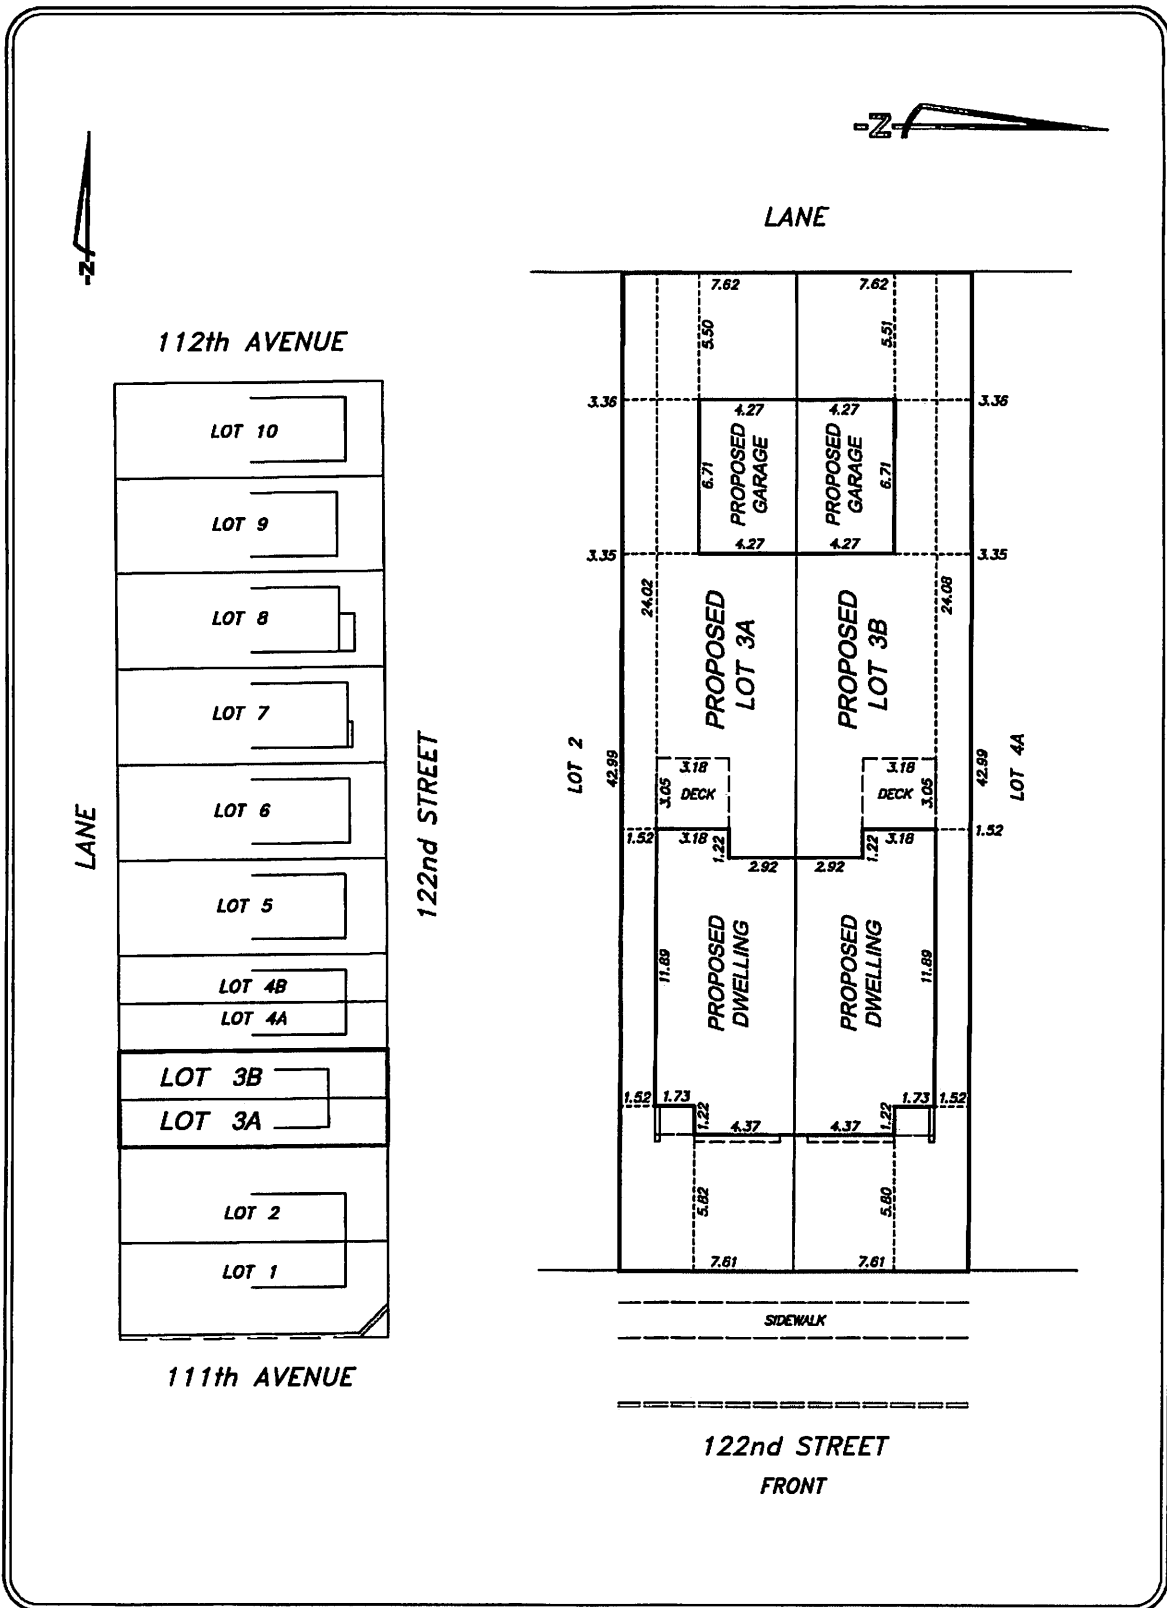 -N-
-N-
LANE
112th AVENUE
LOT 10
LOT 9
LOT 8
LOT 7
LOT 6
LOT 5
LOT 4B
LOT 4A
LOT 3B
LOT 3A
LOT 2
LOT 1
LANE
122nd STREET
111th AVENUE
7.62
7.62
5.50
5.51
3.36
4.27
4.27
3.36
6.71
PROPOSED
GARAGE
PROPOSED
GARAGE
6.71
3.35
4.27
4.27
3.35
24.02
24.08
PROPOSED
LOT 3A
PROPOSED
LOT 3B
LOT 2
42.99
42.99
LOT 4A
3.18
3.18
3.05
DECK
DECK
3.05
1.52
3.18
1.22
1.22
3.18
1.52
2.92
2.92
11.89
PROPOSED
DWELLING
PROPOSED
DWELLING
11.89
1.52
1.73
1.73
1.52
1.22
4.37
4.37
1.22
5.82
5.80
7.61
7.61
SIDEWALK
122nd STREET
FRONT